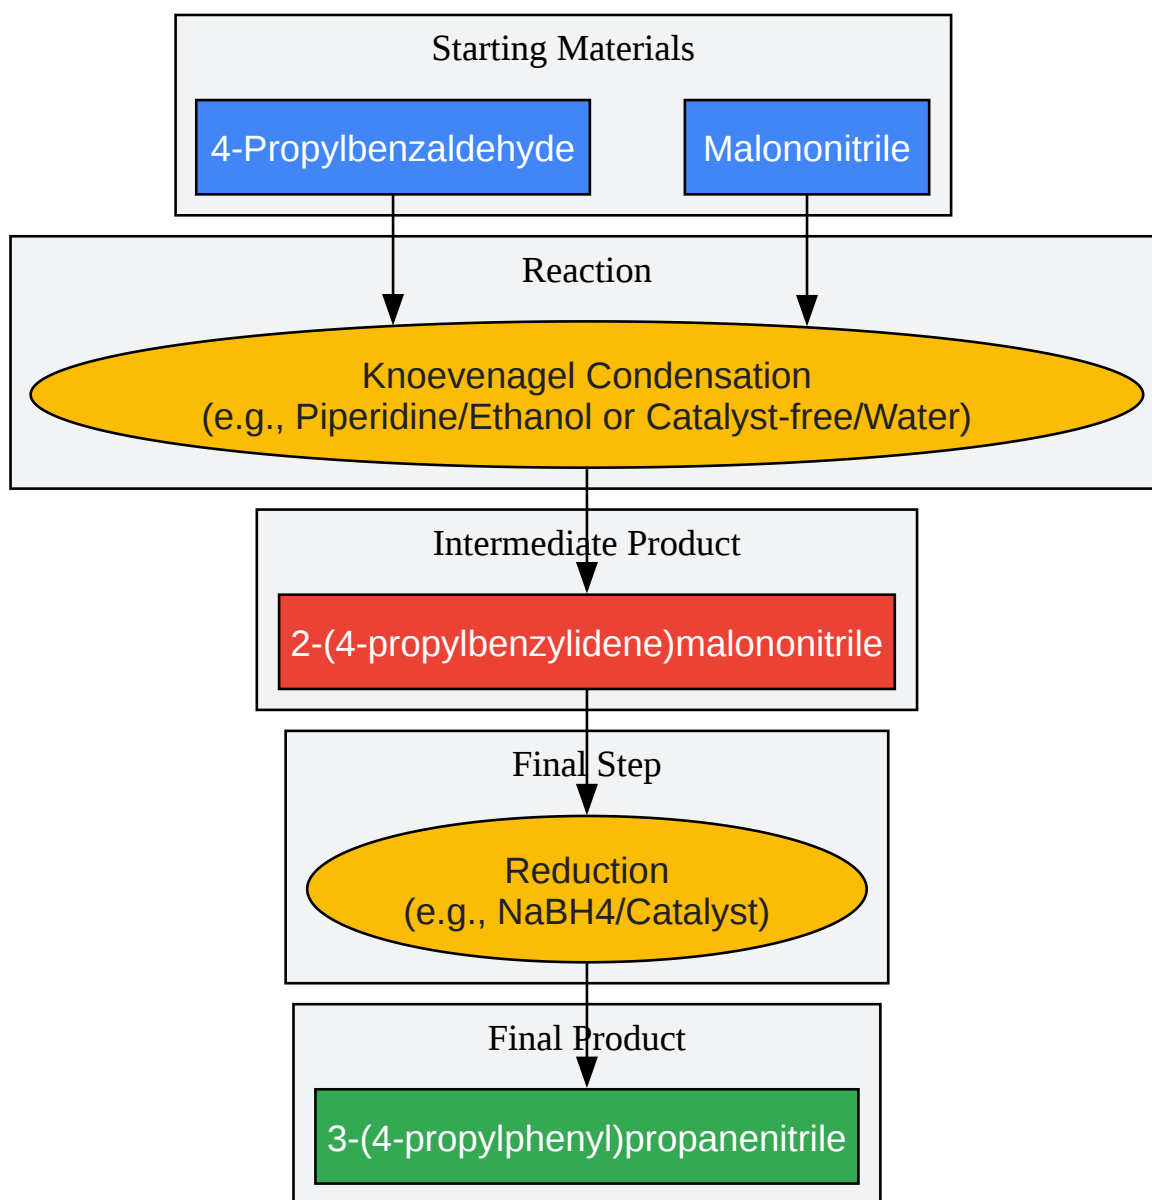 Starting Materials
4-Propylbenzaldehyde
Malononitrile
Reaction
Knoevenagel Condensation
(e.g., Piperidine/Ethanol or Catalyst-free/Water)
Intermediate Product
2-(4-propylbenzylidene)malononitrile
Final Step
Reduction
(e.g., NaBH4/Catalyst)
Final Product
3-(4-propylphenyl)propanenitrile